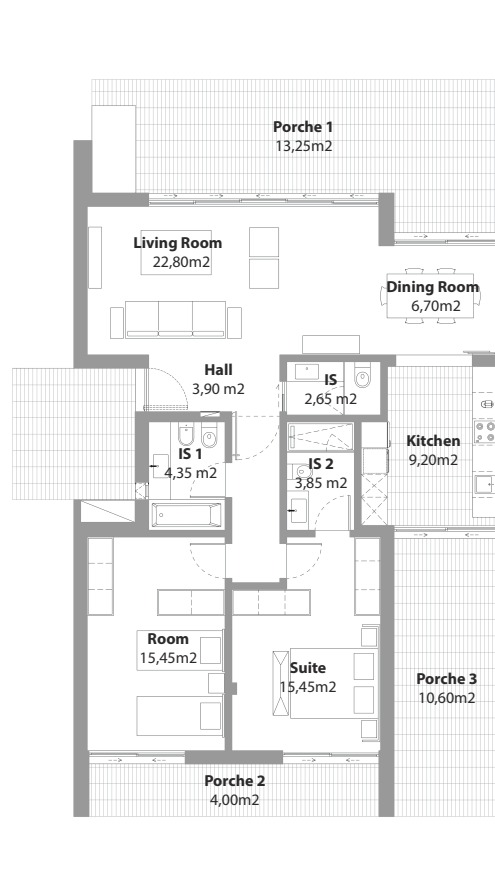 Porche 1
13,25m2
Living Room
22,80m2
Dining Room
6,70m2
Hall
3,90 m2
IS
2,65 m2
IS 1
4,35 m2
IS 2
3,85 m2
Kitchen
9,20m2
Room
15,45m2
Suite
15,45m2
Porche 3
10,60m2
Porche 2
4,00m2